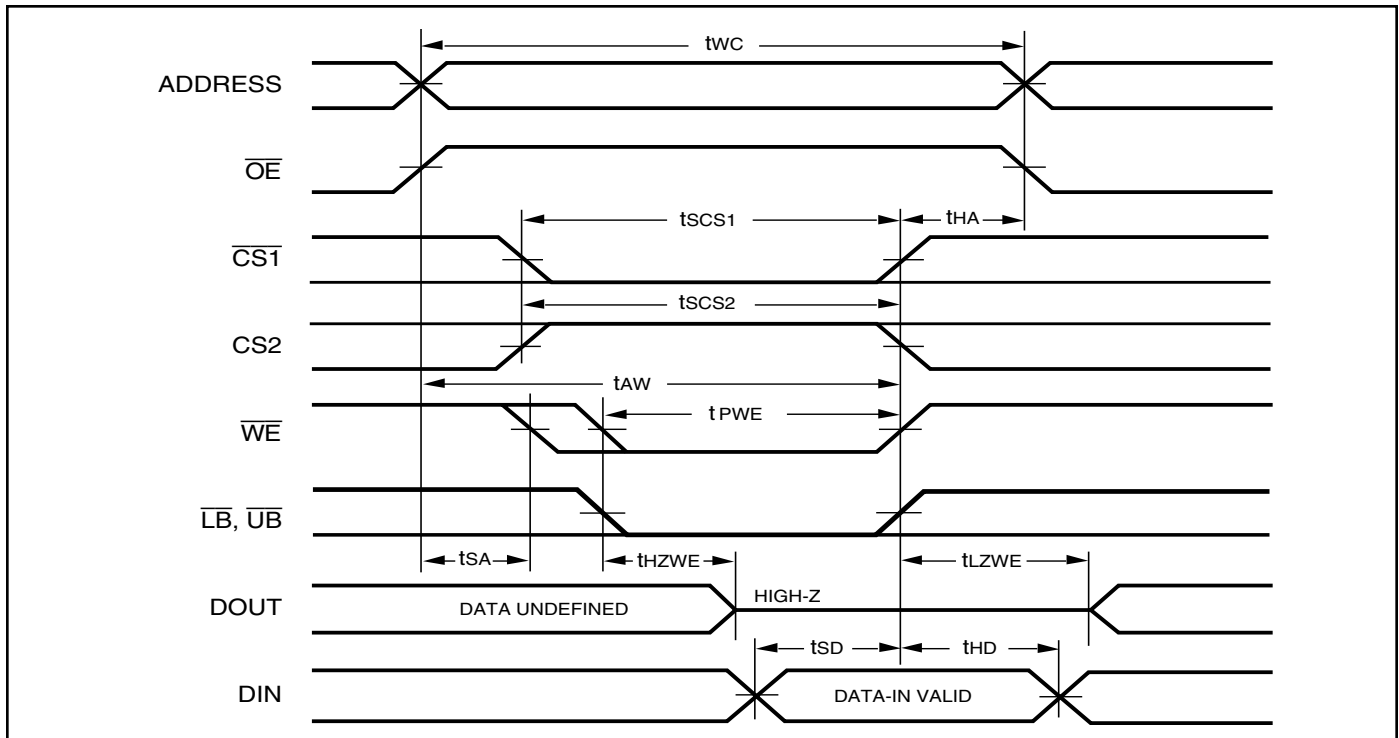 tWC
ADDRESS
OE
tSCS1
tHA
CS1
tSCS2
CS2
tAW
tPWE
WE
LB, UB
tSA
tHZWE
tLZWE
DOUT
DATA UNDEFINED
HIGH-Z
tSD
tHD
DIN
DATA-IN VALID